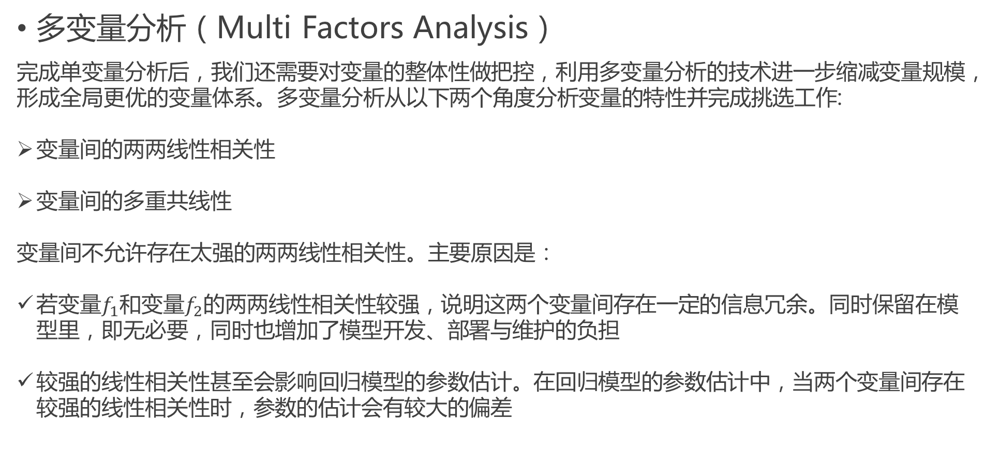 • 多变量分析（Multi Factors Analysis）
完成单变量分析后，我们还需要对变量的整体性做把控，利用多变量分析的技术进一步缩减变量规模，
形成全局更优的变量体系。多变量分析从以下两个角度分析变量的特性并完成挑选工作:
➢ 变量间的两两线性相关性
➢ 变量间的多重共线性
变量间不允许存在太强的两两线性相关性。主要原因是：
✓ 若变量f₁和变量f₂的两两线性相关性较强，说明这两个变量间存在一定的信息冗余。同时保留在模
型里，即无必要，同时也增加了模型开发、部署与维护的负担
✓ 较强的线性相关性甚至会影响回归模型的参数估计。在回归模型的参数估计中，当两个变量间存在
较强的线性相关性时，参数的估计会有较大的偏差